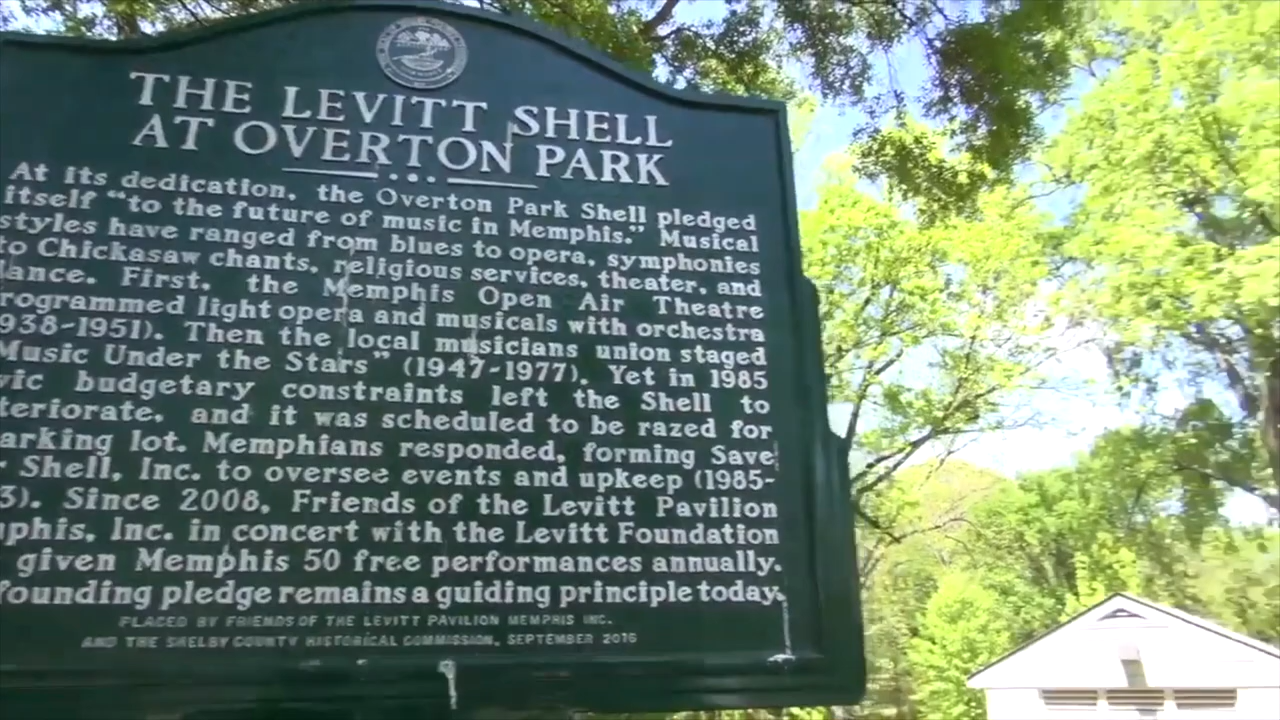 THE LEVITT SHELL
AT OVERTON PARK
At its dedication, the Overton Park Shell pledged
itself "to the future of music in Memphis." Musical
styles have ranged from blues to opera, symphonies
to Chickasaw chants, religious services, theater, and
dance. First, the Memphis Open Air Theatre
rogrammed light opera and musicals with orchestra
938-1951). Then the local musicians union staged
Music Under the Stars" (1947-1977). Yet in 1985
vic budgetary constraints left the Shell to
teriorate, and it was scheduled to be razed for
arking lot. Memphians responded, forming Save
r Shell, Inc. to oversee events and upkeep (1985-
3). Since 2008, Friends of the Levitt Pavilion
mphis, Inc. in concert with the Levitt Foundation
given Memphis 50 free performances annually.
founding pledge remains a guiding principle today.
PLACED BY FRIENDS OF THE LEVITT PAVILION MEMPHIS INC.
AND THE SHELBY COUNTY HISTORICAL COMMISSION, SEPTEMBER 2016